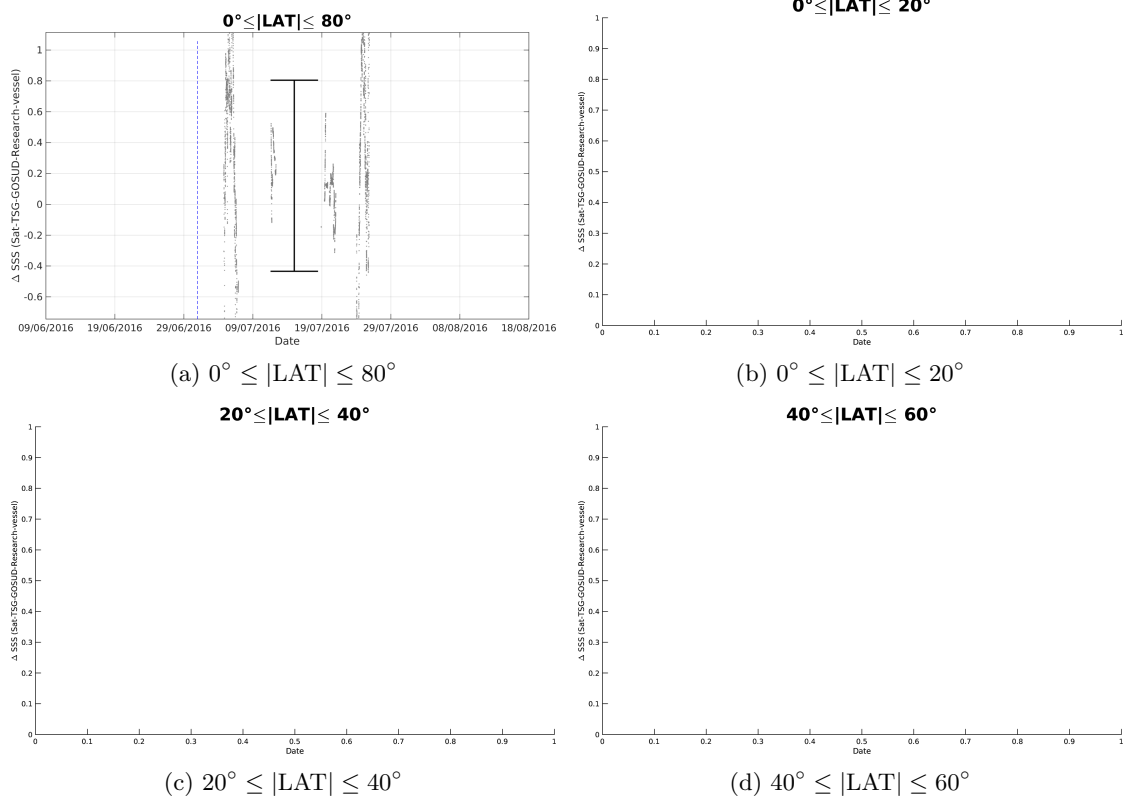 0°≤|LAT|≤ 80°
Δ SSS (Sat-TSG-GOSUD-Research-vessel)
1
0.8
0.6
0.4
0.2
0
-0.2
-0.4
-0.6
09/06/2016 19/06/2016 29/06/2016 09/07/2016 19/07/2016 29/07/2016 08/08/2016 18/08/2016
Date
(a) 0° ≤ |LAT| ≤ 80°
0°≤|LAT|≤ 20°
Δ SSS (Sat-TSG-GOSUD-Research-vessel)
1
0.9
0.8
0.7
0.6
0.5
0.4
0.3
0.2
0.1
0
0 0.1 0.2 0.3 0.4 0.5 0.6 0.7 0.8 0.9 1
Date
(b) 0° ≤ |LAT| ≤ 20°
20°≤|LAT|≤ 40°
Δ SSS (Sat-TSG-GOSUD-Research-vessel)
1
0.9
0.8
0.7
0.6
0.5
0.4
0.3
0.2
0.1
0
0 0.1 0.2 0.3 0.4 0.5 0.6 0.7 0.8 0.9 1
Date
(c) 20° ≤ |LAT| ≤ 40°
40°≤|LAT|≤ 60°
Δ SSS (Sat-TSG-GOSUD-Research-vessel)
1
0.9
0.8
0.7
0.6
0.5
0.4
0.3
0.2
0.1
0
0 0.1 0.2 0.3 0.4 0.5 0.6 0.7 0.8 0.9 1
Date
(d) 40° ≤ |LAT| ≤ 60°